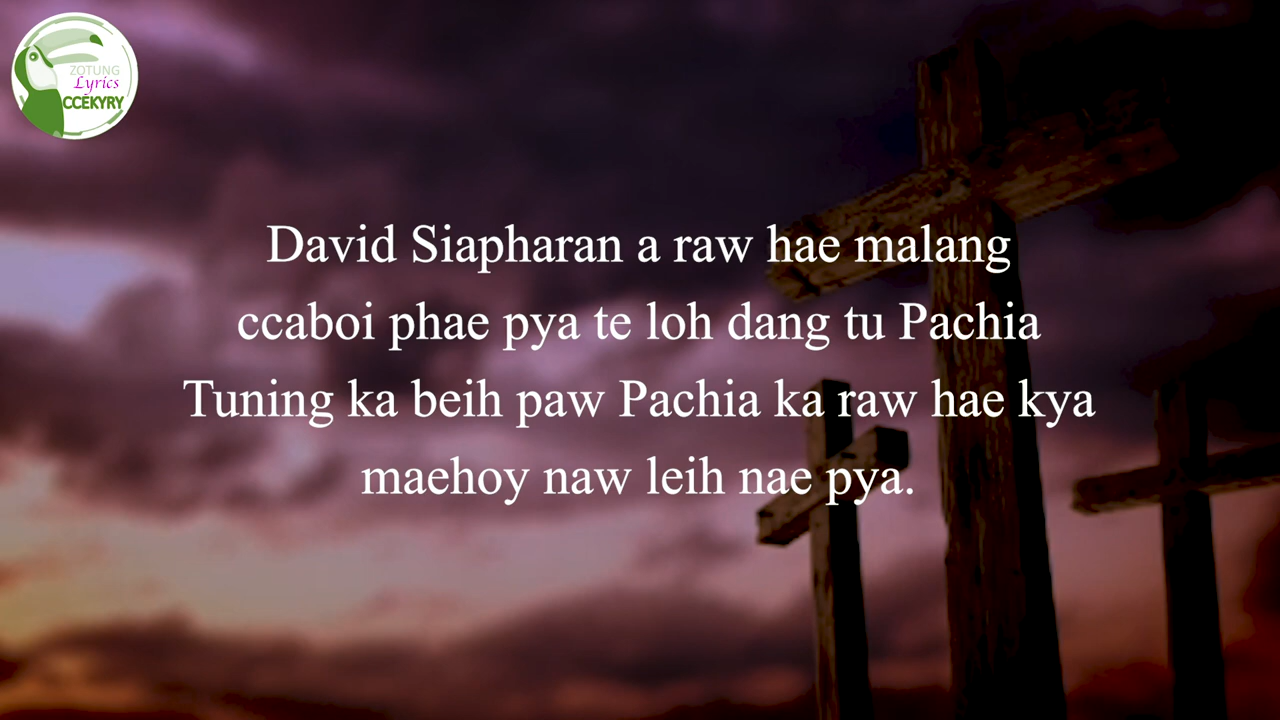 ZOTUNG
Lyrics
CCĒKYRY
David Siapharan a raw hae malang
ccaboi phae pya te loh dang tu Pachia
Tuning ka beih paw Pachia ka raw hae kya
maehoy naw leih nae pya.